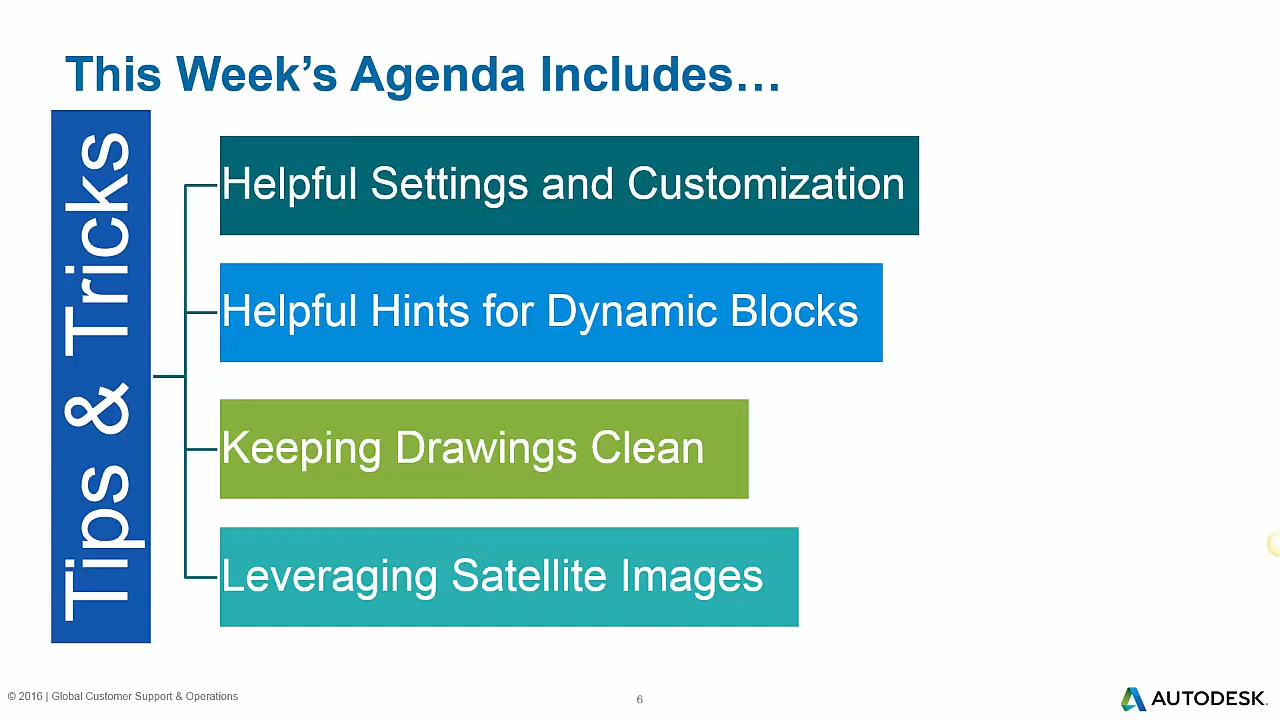 This Week’s Agenda Includes…
Tips & Tricks
Helpful Settings and Customization
Helpful Hints for Dynamic Blocks
Keeping Drawings Clean
Leveraging Satellite Images
© 2016 | Global Customer Support & Operations
6
AUTODESK.